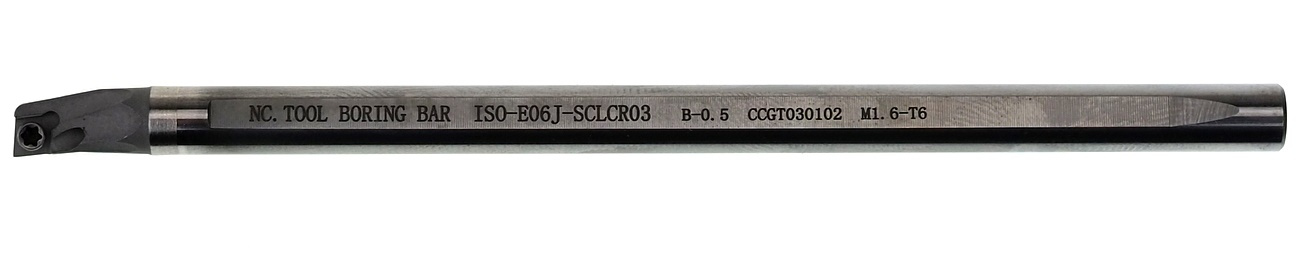 NC. TOOL BORING BAR ISO-E06J-SCLCR03 B-0.5 CCGT030102 M1.6-T6